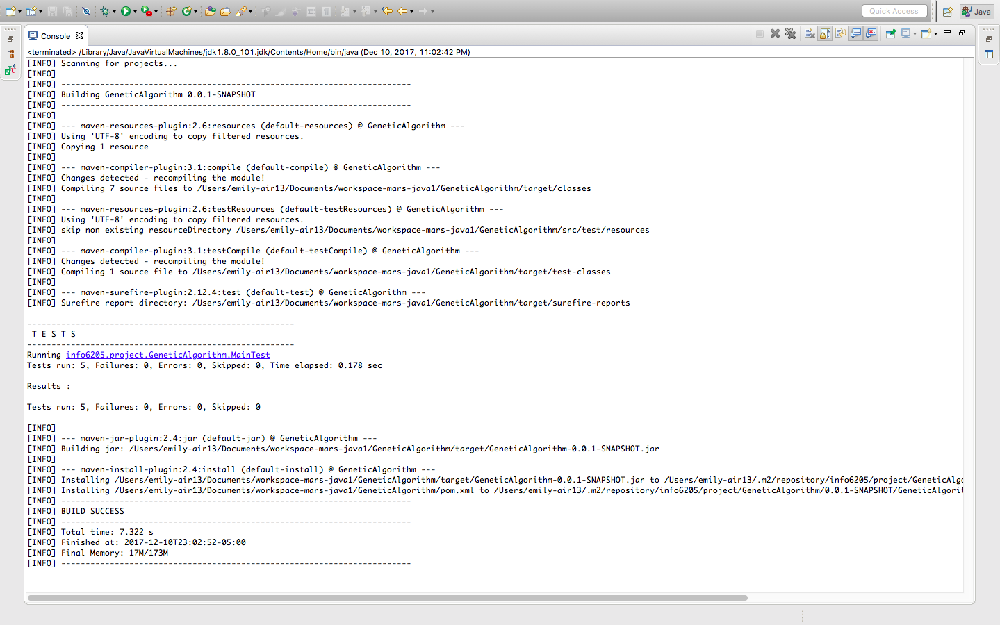 Quick Access
Java
Console
<terminated> /Library/Java/JavaVirtualMachines/jdk1.8.0_101.jdk/Contents/Home/bin/java (Dec 10, 2017, 11:02:42 PM)
[INFO] Scanning for projects...
[INFO]
[INFO] ------------------------------------------------------------------------
[INFO] Building GeneticAlgorithm 0.0.1-SNAPSHOT
[INFO] ------------------------------------------------------------------------
[INFO]
[INFO] --- maven-resources-plugin:2.6:resources (default-resources) @ GeneticAlgorithm ---
[INFO] Using 'UTF-8' encoding to copy filtered resources.
[INFO] Copying 1 resource
[INFO]
[INFO] --- maven-compiler-plugin:3.1:compile (default-compile) @ GeneticAlgorithm ---
[INFO] Changes detected - recompiling the module!
[INFO] Compiling 7 source files to /Users/emily-air13/Documents/workspace-mars-java1/GeneticAlgorithm/target/classes
[INFO]
[INFO] --- maven-resources-plugin:2.6:testResources (default-testResources) @ GeneticAlgorithm ---
[INFO] Using 'UTF-8' encoding to copy filtered resources.
[INFO] skip non existing resourceDirectory /Users/emily-air13/Documents/workspace-mars-java1/GeneticAlgorithm/src/test/resources
[INFO]
[INFO] --- maven-compiler-plugin:3.1:testCompile (default-testCompile) @ GeneticAlgorithm ---
[INFO] Changes detected - recompiling the module!
[INFO] Compiling 1 source file to /Users/emily-air13/Documents/workspace-mars-java1/GeneticAlgorithm/target/test-classes
[INFO]
[INFO] --- maven-surefire-plugin:2.12.4:test (default-test) @ GeneticAlgorithm ---
[INFO] Surefire report directory: /Users/emily-air13/Documents/workspace-mars-java1/GeneticAlgorithm/target/surefire-reports
-------------------------------------------------------
T E S T S
-------------------------------------------------------
Running info6205.project.GeneticAlgorithm.MainTest
Tests run: 5, Failures: 0, Errors: 0, Skipped: 0, Time elapsed: 0.178 sec
Results :
Tests run: 5, Failures: 0, Errors: 0, Skipped: 0
[INFO]
[INFO] --- maven-jar-plugin:2.4:jar (default-jar) @ GeneticAlgorithm ---
[INFO] Building jar: /Users/emily-air13/Documents/workspace-mars-java1/GeneticAlgorithm/target/GeneticAlgorithm-0.0.1-SNAPSHOT.jar
[INFO]
[INFO] --- maven-install-plugin:2.4:install (default-install) @ GeneticAlgorithm ---
[INFO] Installing /Users/emily-air13/Documents/workspace-mars-java1/GeneticAlgorithm/target/GeneticAlgorithm-0.0.1-SNAPSHOT.jar to /Users/emily-air13/.m2/repository/info6205/project/GeneticAlg
[INFO] Installing /Users/emily-air13/Documents/workspace-mars-java1/GeneticAlgorithm/pom.xml to /Users/emily-air13/.m2/repository/info6205/project/GeneticAlgorithm/0.0.1-SNAPSHOT/GeneticAlgorit
[INFO] ------------------------------------------------------------------------
[INFO] BUILD SUCCESS
[INFO] ------------------------------------------------------------------------
[INFO] Total time: 7.322 s
[INFO] Finished at: 2017-12-10T23:02:52-05:00
[INFO] Final Memory: 17M/173M
[INFO] ------------------------------------------------------------------------